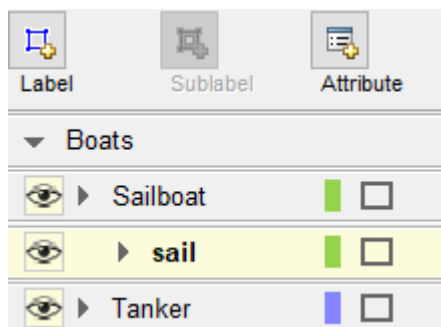 Label Sublabel Attribute
Boats
Sailboat
sail
Tanker